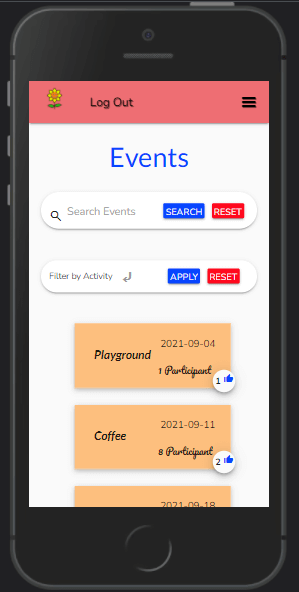 Log Out
Events
Search Events SEARCH RESET
Filter by Activity APPLY RESET
2021-09-04
Playground
1 Participant
1
2021-09-11
Coffee
8 Participant
2
2021-09-18